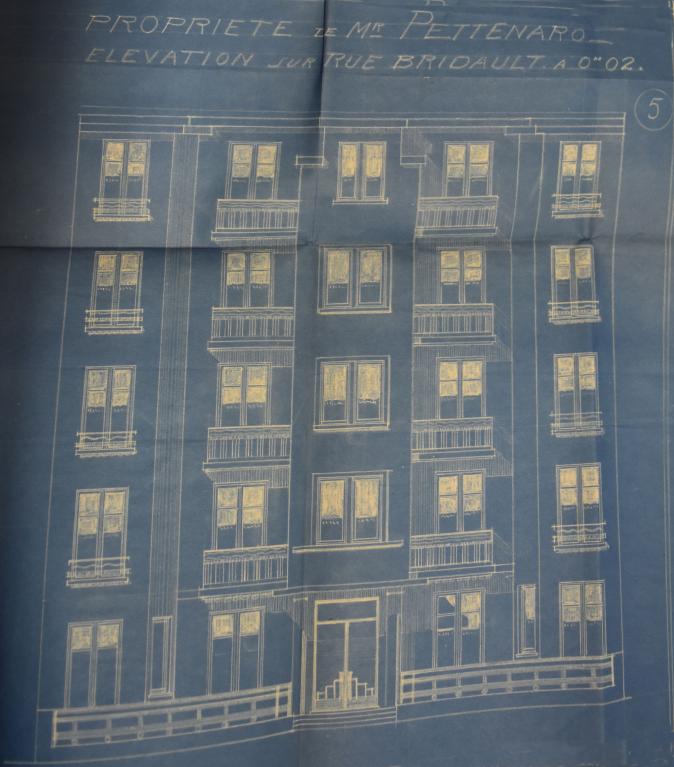 PROPRIETE DE MR PETTENARO
ELEVATION SUR RUE BRIDAULT. A 0m02.
5